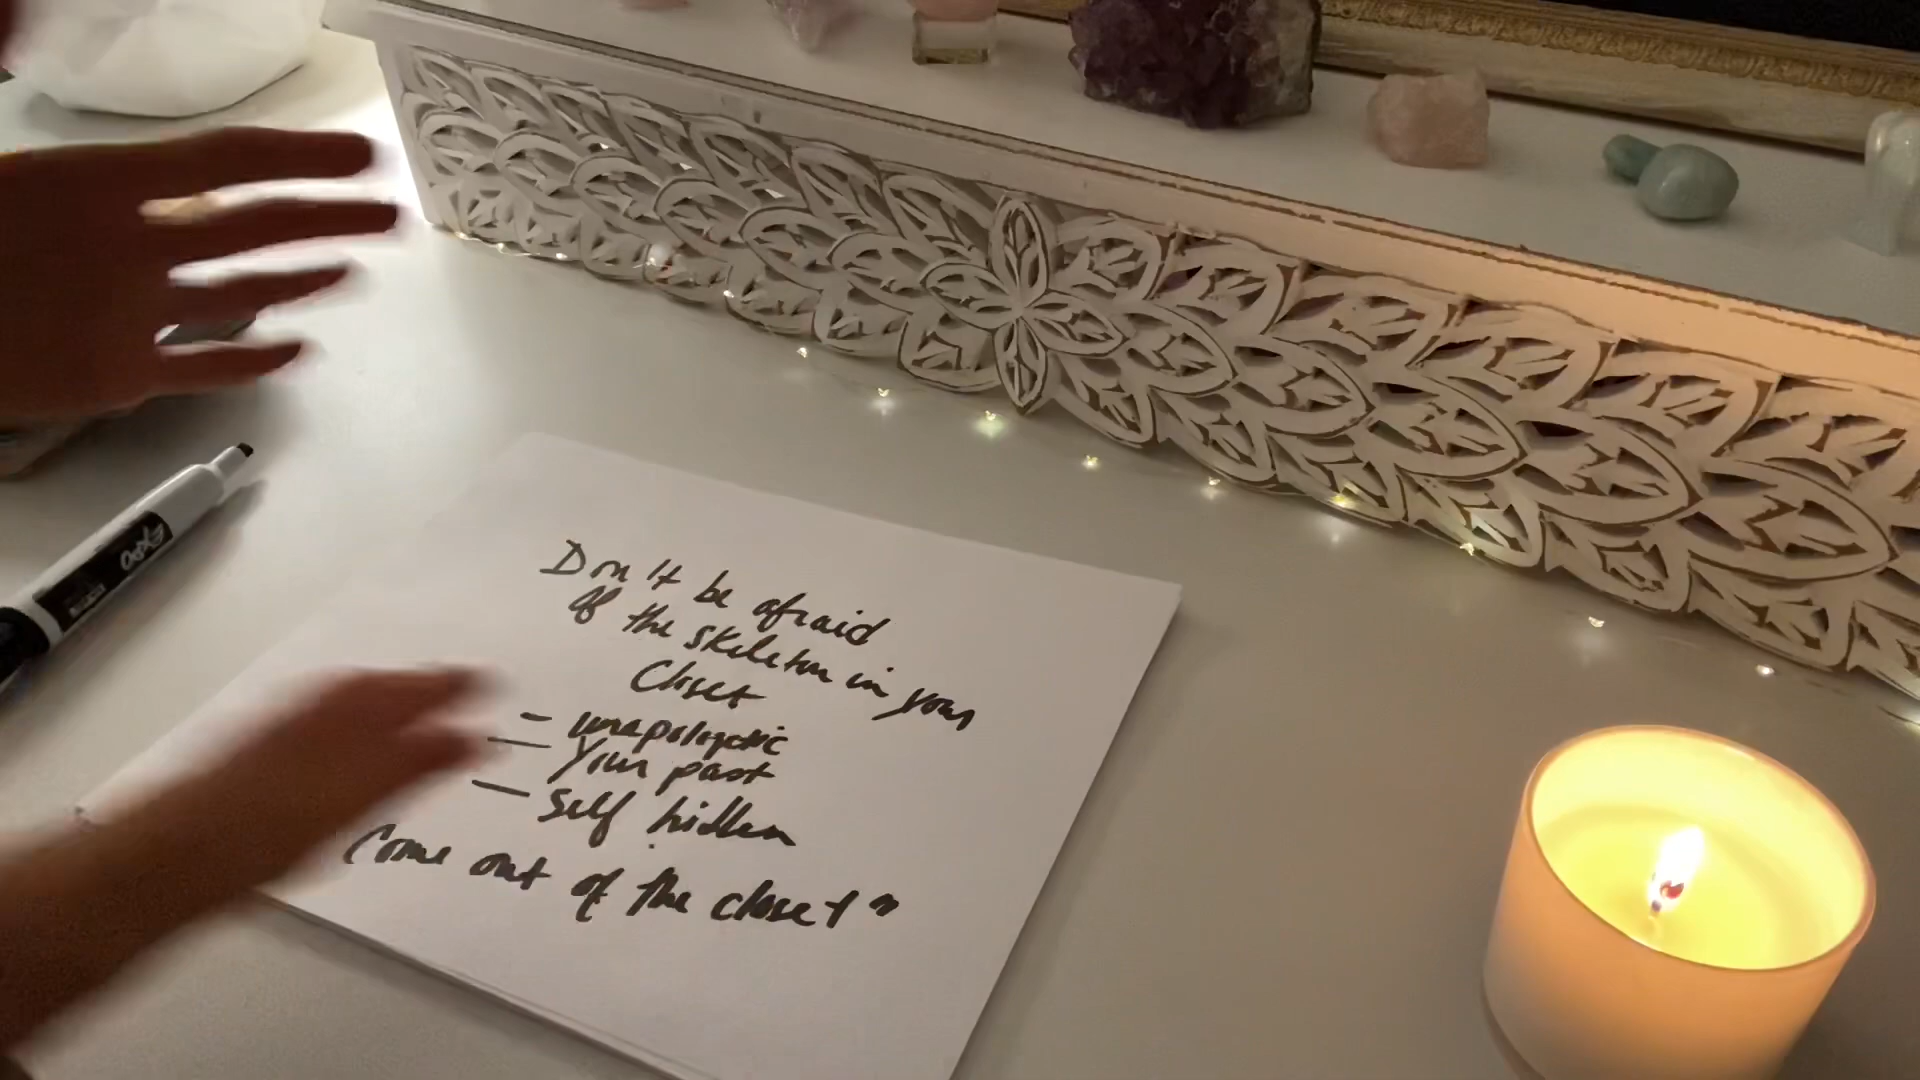 Don't be afraid
Of the skeleton in your
Closet
- unapologetic
- Your past
- self hidden
Come out of the closet"
EXPO